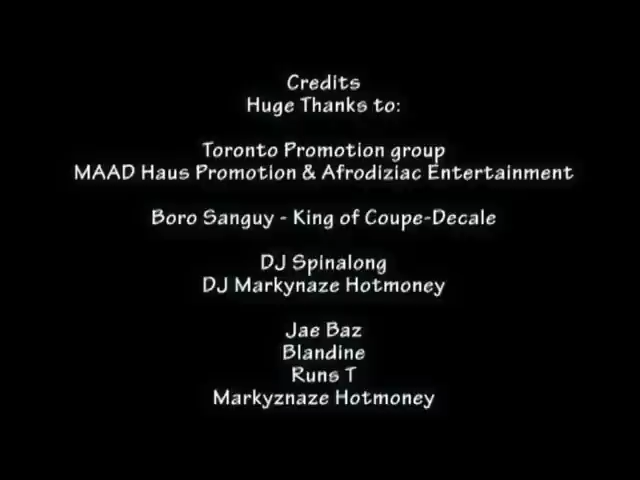 Credits
Huge Thanks to:
Toronto Promotion group
MAAD Haus Promotion & Afrodiziac Entertainment
Boro Sanguy - King of Coupe-Decale
DJ Spinalong
DJ Markynaze Hotmoney
Jae Baz
Blandine
Runs T
Markyznaze Hotmoney